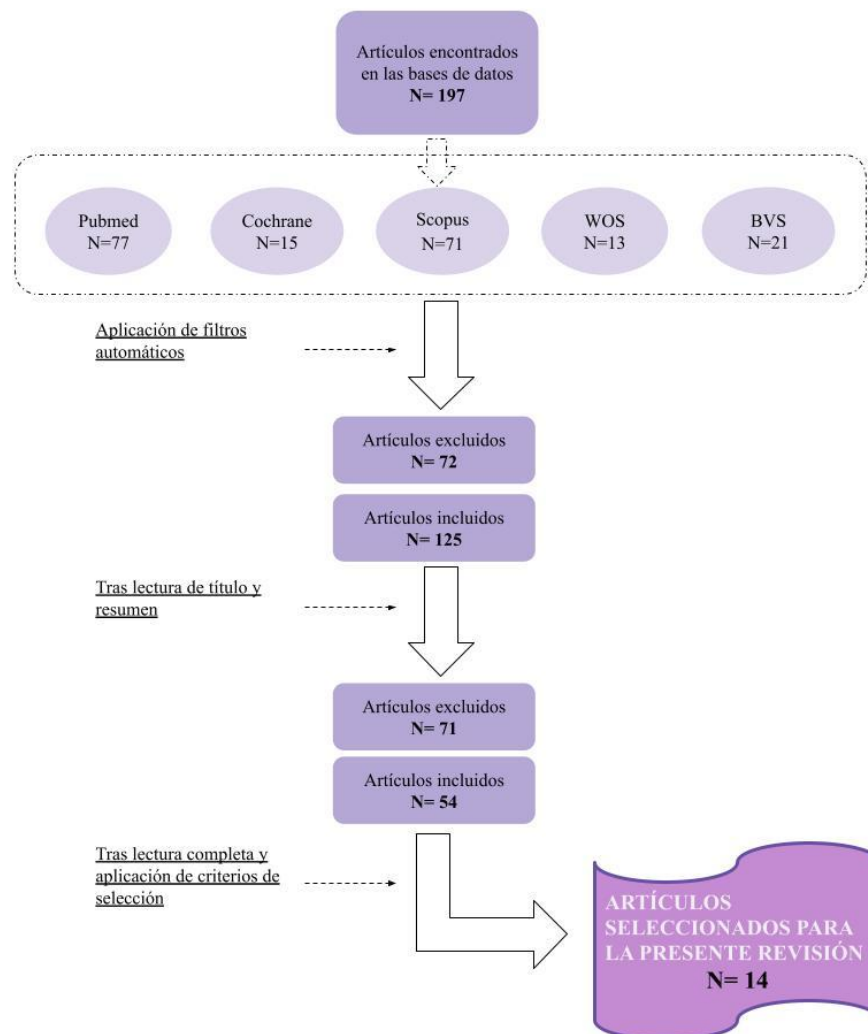 Artículos encontrados
en las bases de datos
N= 197
Pubmed
N=77
Cochrane
N=15
Scopus
N=71
WOS
N=13
BVS
N=21
Aplicación de filtros
automáticos
Artículos excluidos
N= 72
Artículos incluidos
N= 125
Tras lectura de título y
resumen
Artículos excluidos
N= 71
Artículos incluidos
N= 54
Tras lectura completa y
aplicación de criterios de
selección
ARTÍCULOS
SELECCIONADOS PARA
LA PRESENTE REVISIÓN
N= 14